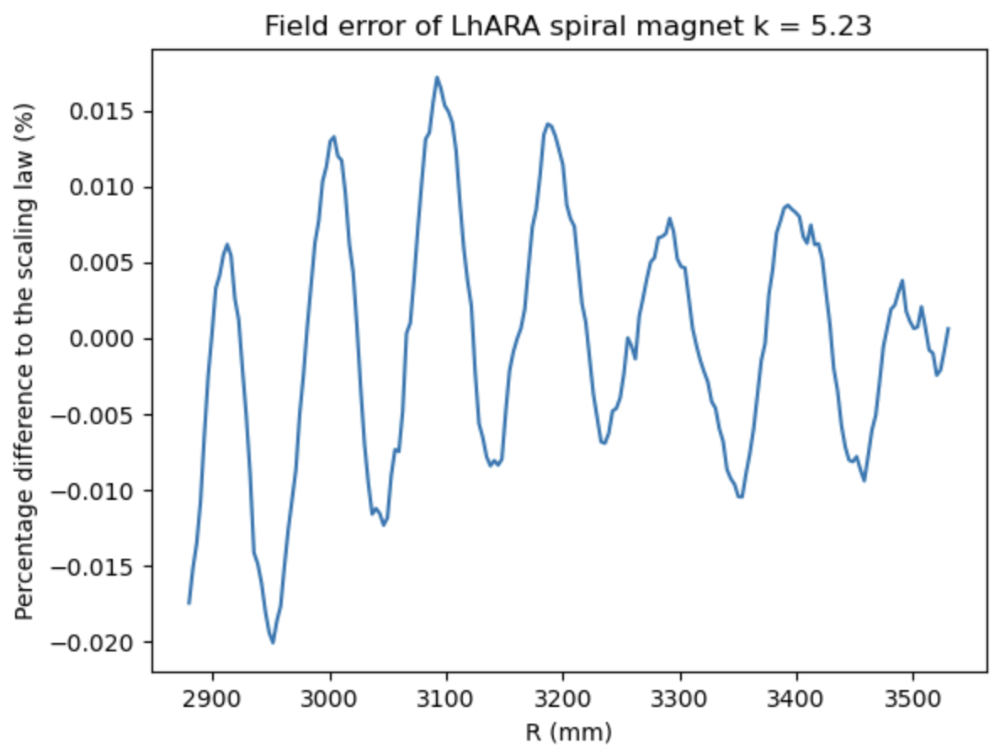 Field error of LhARA spiral magnet k = 5.23
Percentage difference to the scaling law (%)
0.015
0.010
0.005
0.000
−0.005
−0.010
−0.015
−0.020
2900 3000 3100 3200 3300 3400 3500
R (mm)